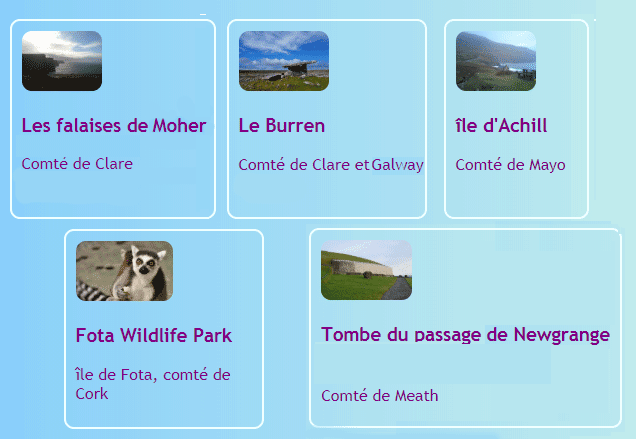 Les falaises de Moher
Comté de Clare
Le Burren
Comté de Clare et Galway
île d'Achill
Comté de Mayo
Fota Wildlife Park
île de Fota, comté de
Cork
Tombe du passage de Newgrange
Comté de Meath